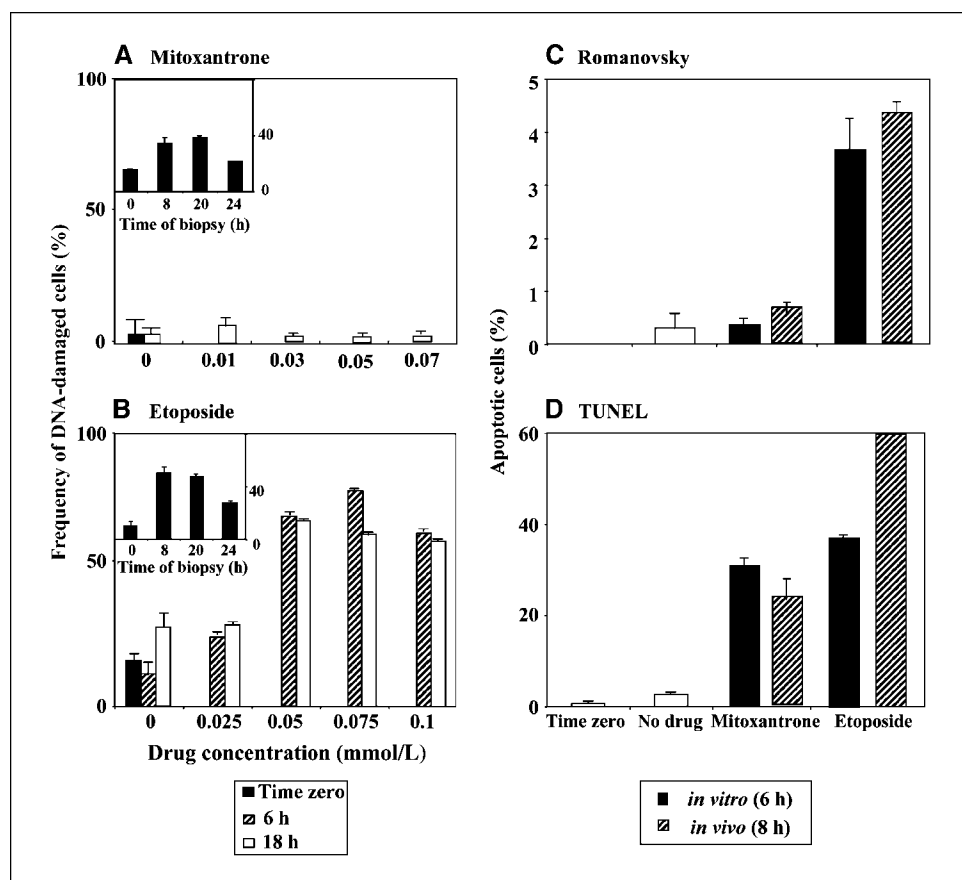 A Mitoxantrone
100
50
0
40
0
0 8 20 24
Time of biopsy (h)
0 0.01 0.03 0.05 0.07
B Etoposide
100
50
0
40
0
0 8 20 24
Time of biopsy (h)
0 0.025 0.05 0.075 0.1
Drug concentration (mmol/L)
Frequency of DNA-damaged cells (%)
Time zero
6 h
18 h
C Romanovsky
5
4
3
2
1
0
D TUNEL
60
40
20
0
Time zero No drug Mitoxantrone Etoposide
Apoptotic cells (%)
in vitro (6 h)
in vivo (8 h)